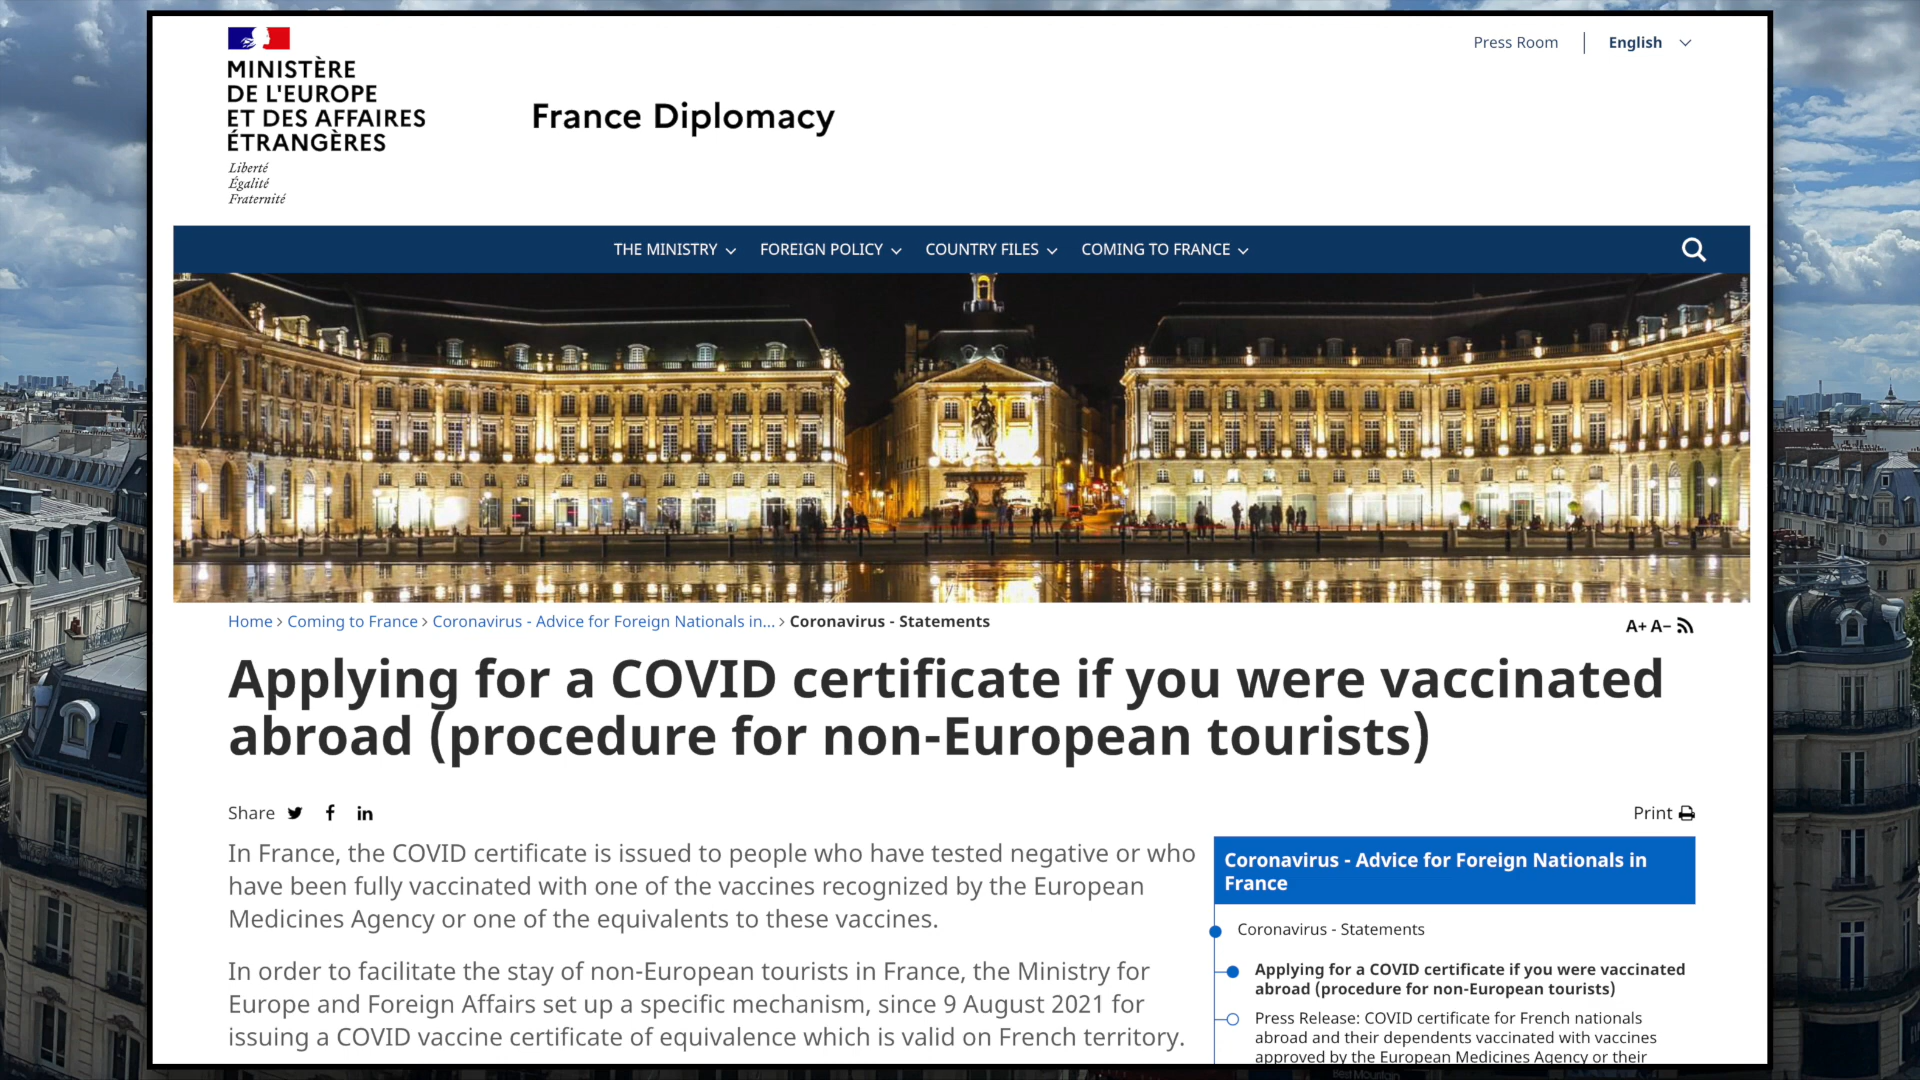 MINISTÈRE
DE L'EUROPE
ET DES AFFAIRES
ÉTRANGÈRES
Liberté
Égalité
Fraternité
France Diplomacy
Press Room
English
THE MINISTRY
FOREIGN POLICY
COUNTRY FILES
COMING TO FRANCE
Home > Coming to France > Coronavirus - Advice for Foreign Nationals in... > Coronavirus - Statements
A+ A-
Applying for a COVID certificate if you were vaccinated
abroad (procedure for non-European tourists)
Share
Print
In France, the COVID certificate is issued to people who have tested negative or who
have been fully vaccinated with one of the vaccines recognized by the European
Medicines Agency or one of the equivalents to these vaccines.
In order to facilitate the stay of non-European tourists in France, the Ministry for
Europe and Foreign Affairs set up a specific mechanism, since 9 August 2021 for
issuing a COVID vaccine certificate of equivalence which is valid on French territory.
Coronavirus - Advice for Foreign Nationals in
France
Coronavirus - Statements
Applying for a COVID certificate if you were vaccinated
abroad (procedure for non-European tourists)
Press Release: COVID certificate for French nationals
abroad and their dependents vaccinated with vaccines
approved by the European Medicines Agency or their